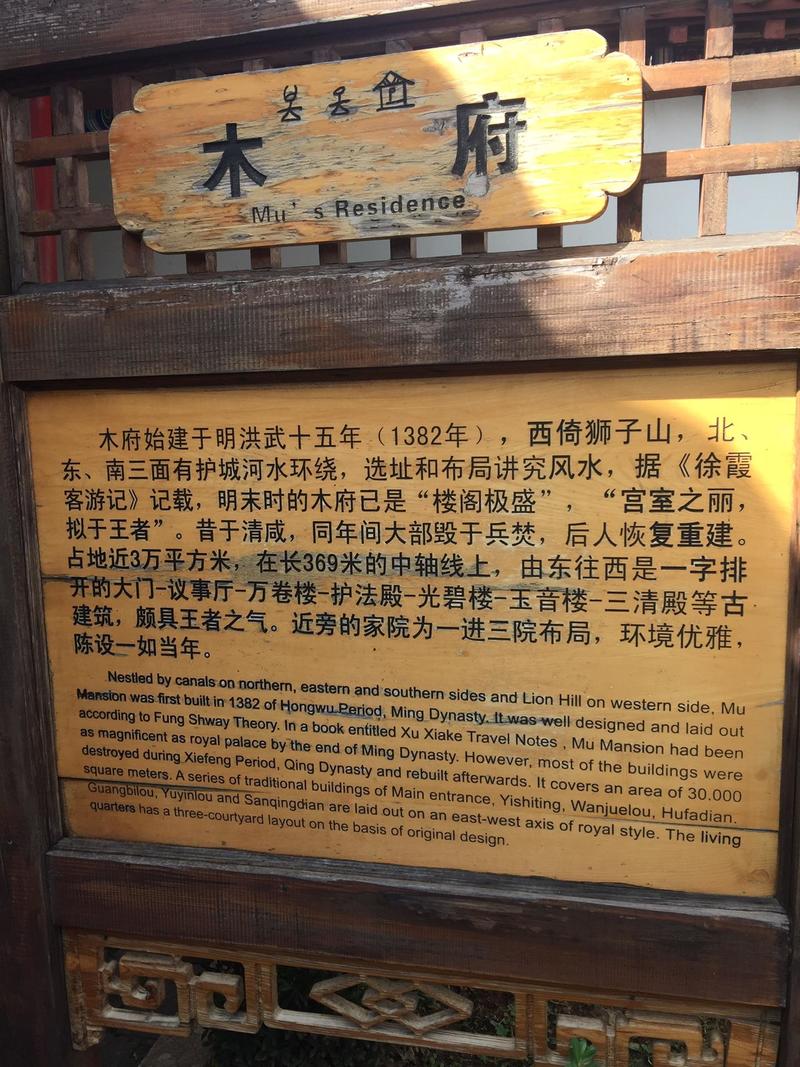 木府
Mu's Residence
木府始建于明洪武十五年（1382年），西倚狮子山，北、
东、南三面有护城河水环绕，选址和布局讲究风水，据《徐霞
客游记》记载，明末时的木府已是“楼阁极盛”，“宫室之丽，
拟于王者”。昔于清咸，同年间大部毁于兵焚，后人恢复重建。
占地近3万平方米，在长369米的中轴线上，由东往西是一字排
开的大门-议事厅-万卷楼-护法殿-光碧楼-玉音楼-三清殿等古
建筑，颇具王者之气。近旁的家院为一进三院布局，环境优雅，
陈设一如当年。
Nestled by canals on northern, eastern and southern sides and Lion Hill on western side, Mu
Mansion was first built in 1382 of Hongwu Period, Ming Dynasty. It was well designed and laid out
according to Fung Shway Theory. In a book entitled Xu Xiake Travel Notes , Mu Mansion had been
as magnificent as royal palace by the end of Ming Dynasty. However, most of the buildings were
destroyed during Xiefeng Period, Qing Dynasty and rebuilt afterwards. It covers an area of 30.000
square meters. A series of traditional buildings of Main entrance, Yishiting, Wanjuelou, Hufadian.
Guangbilou, Yuyinlou and Sanqingdian are laid out on an east-west axis of royal style. The living
quarters has a three-courtyard layout on the basis of original design.